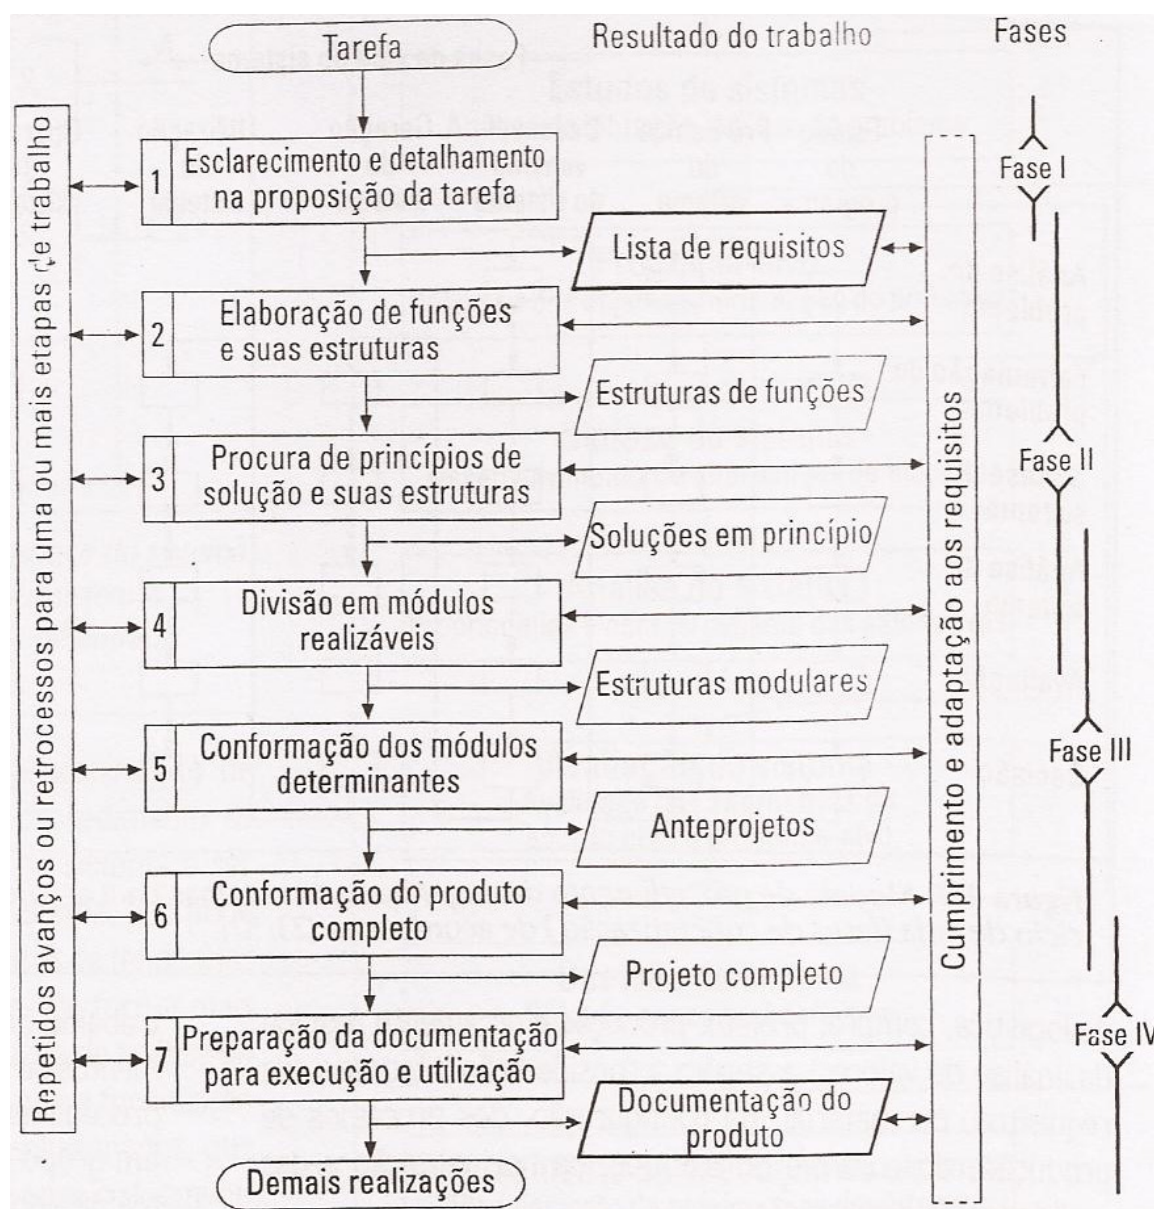 Tarefa
Resultado do trabalho
Fases
Repetidos avanços ou retrocessos para uma ou mais etapas de trabalho
1
Esclarecimento e detalhamento
na proposição da tarefa
Lista de requisitos
2
Elaboração de funções
e suas estruturas
Estruturas de funções
3
Procura de princípios de
solução e suas estruturas
Soluções em princípio
4
Divisão em módulos
realizáveis
Estruturas modulares
5
Conformação dos módulos
determinantes
Anteprojetos
6
Conformação do produto
completo
Projeto completo
7
Preparação da documentação
para execução e utilização
Documentação do
produto
Demais realizações
Cumprimento e adaptação aos requisitos
Fase I
Fase II
Fase III
Fase IV